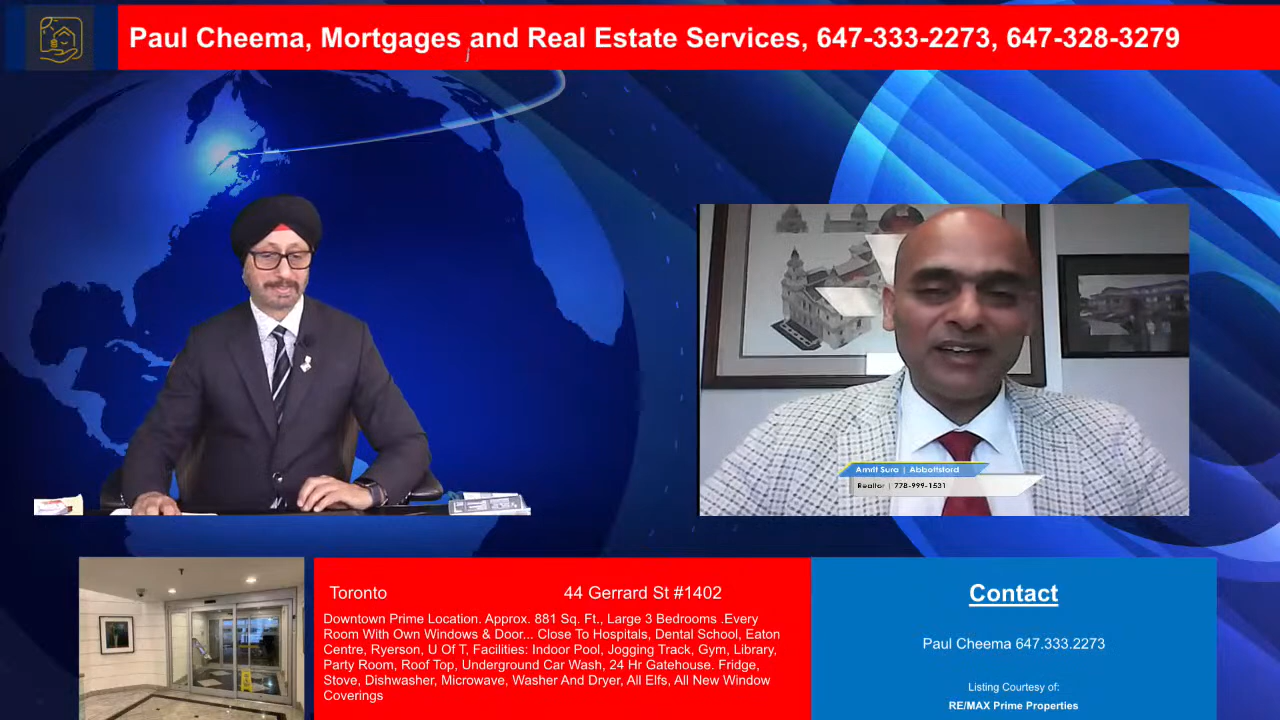 Paul Cheema, Mortgages and Real Estate Services, 647-333-2273, 647-328-3279
Amrit Sura | Abbotsford
Realtor | 778-999-1531
Toronto
44 Gerrard St #1402
Downtown Prime Location. Approx. 881 Sq. Ft., Large 3 Bedrooms .Every
Room With Own Windows & Door... Close To Hospitals, Dental School, Eaton
Centre, Ryerson, U Of T, Facilities: Indoor Pool, Jogging Track, Gym, Library,
Party Room, Roof Top, Underground Car Wash, 24 Hr Gatehouse. Fridge,
Stove, Dishwasher, Microwave, Washer And Dryer, All Elfs, All New Window
Coverings
Contact
Paul Cheema 647.333.2273
Listing Courtesy of:
RE/MAX Prime Properties